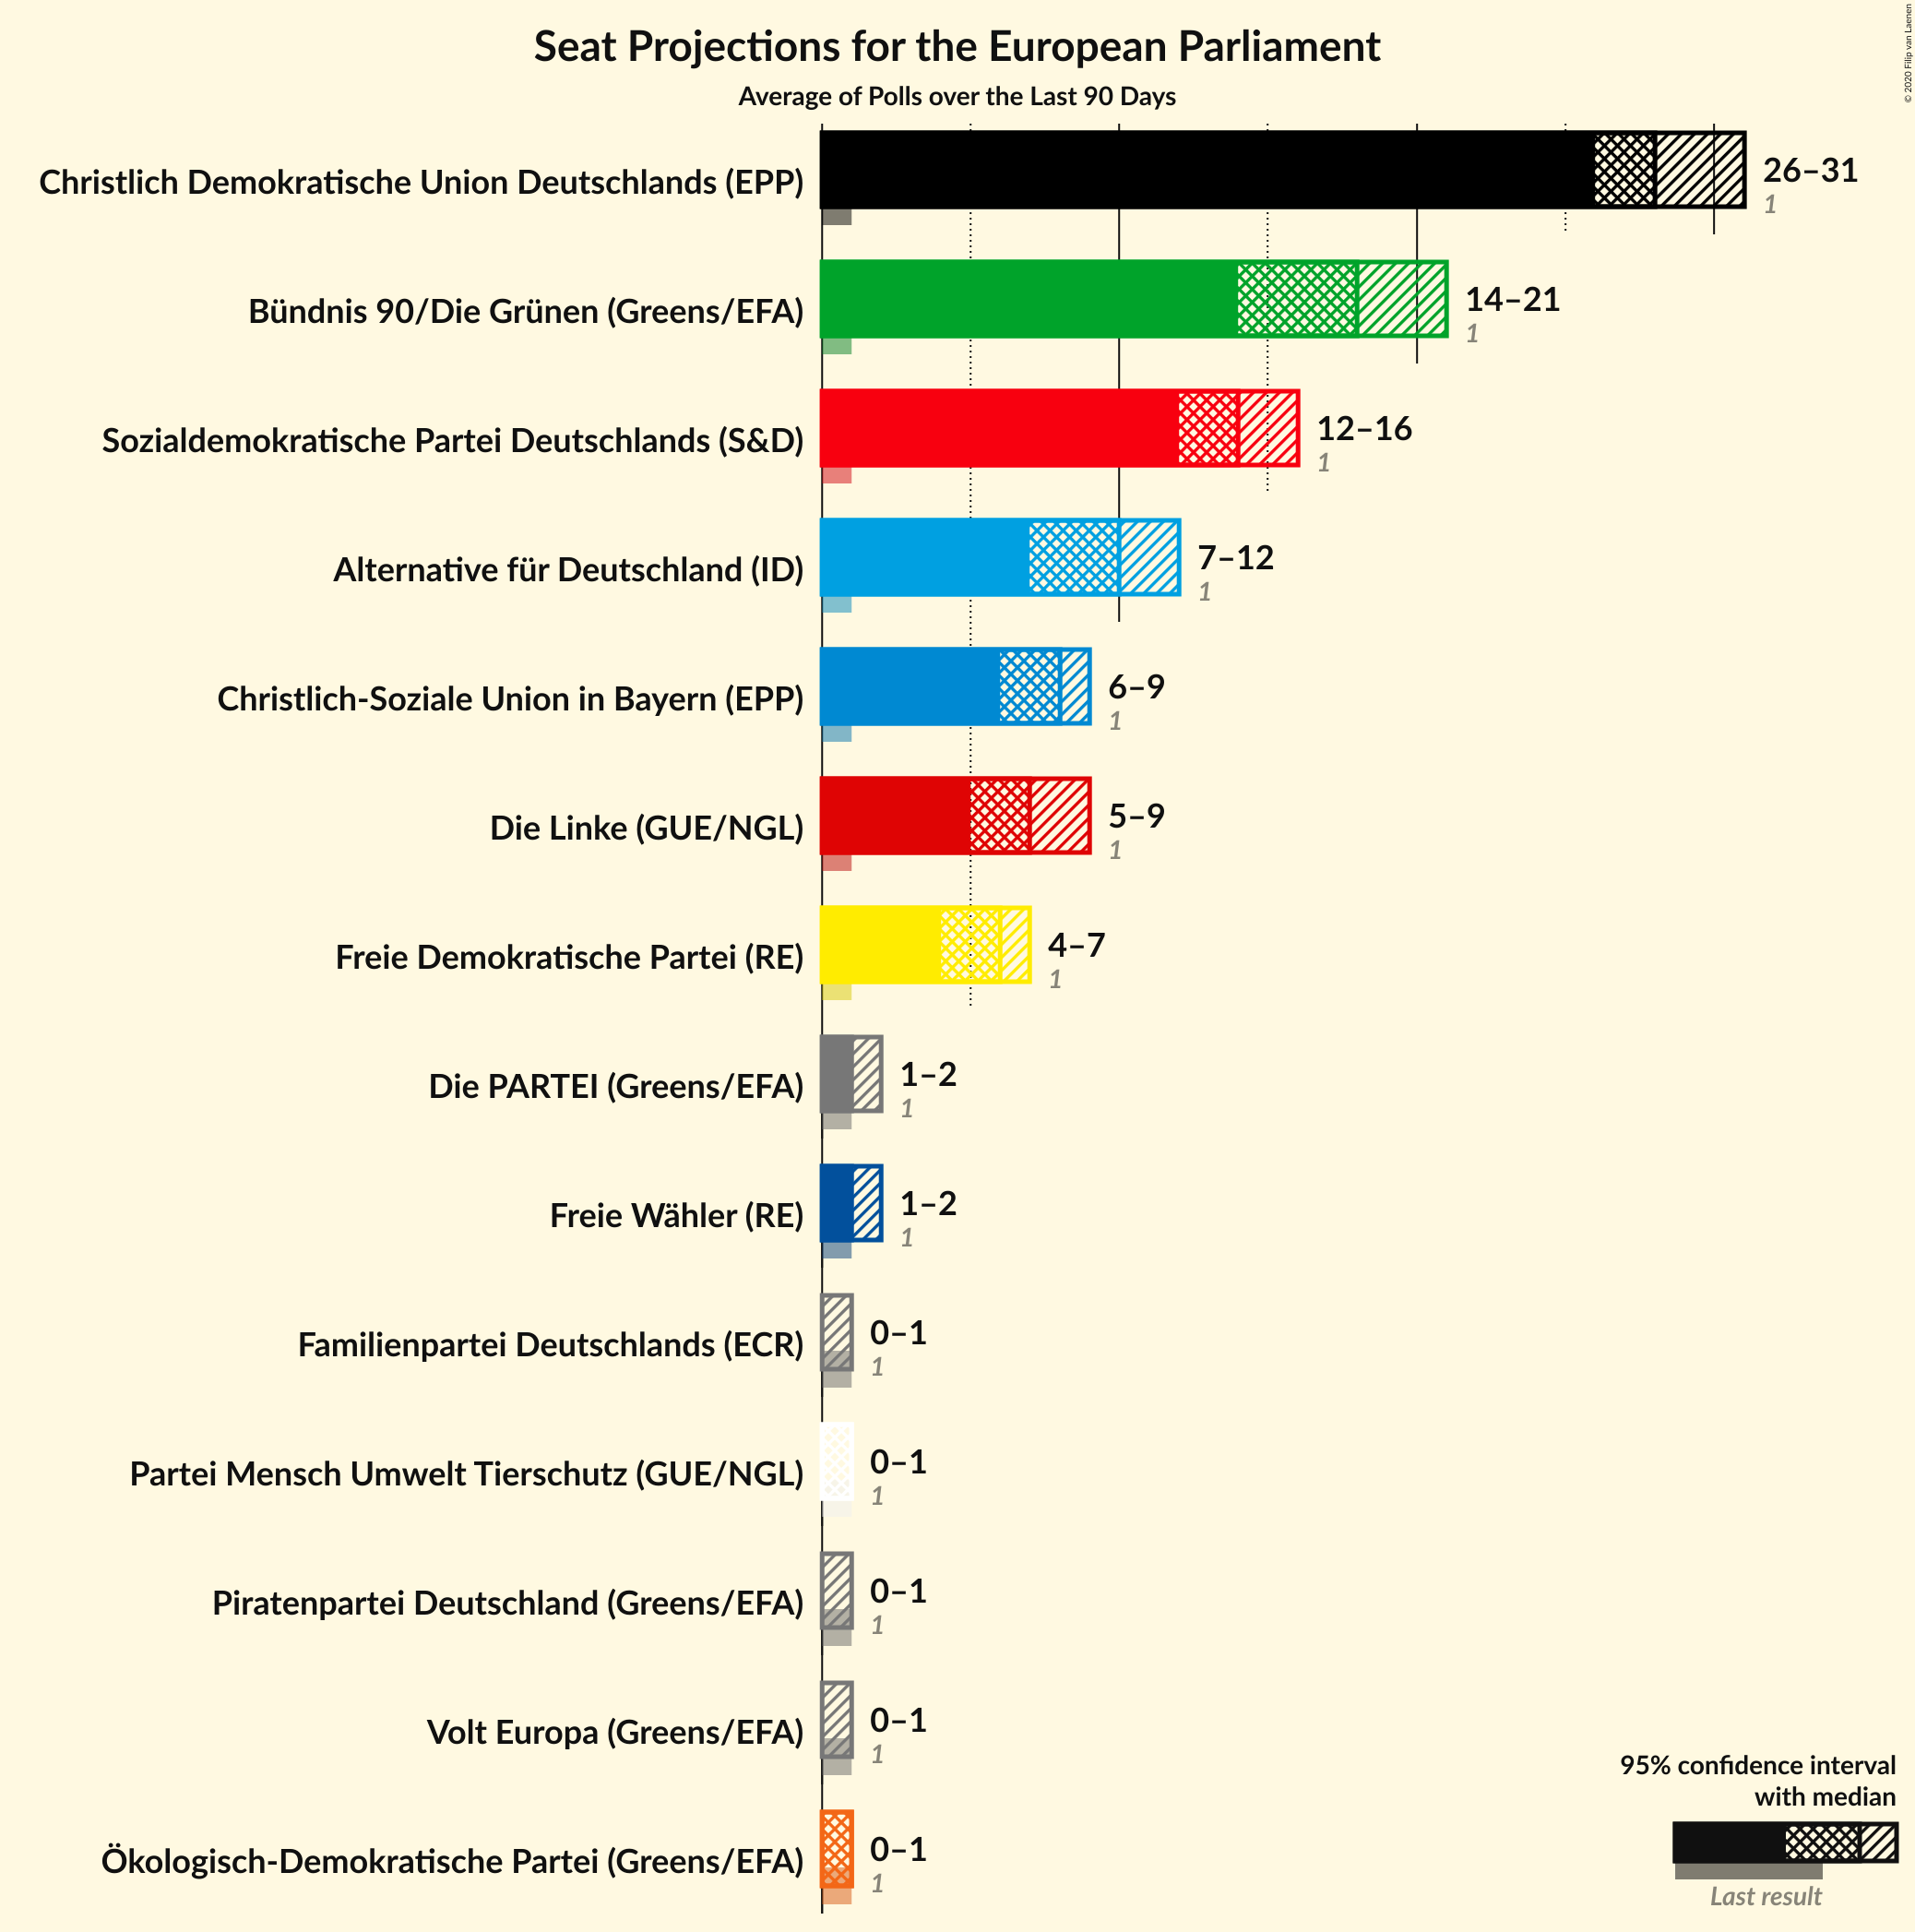 Seat Projections for the European Parliament
Average of Polls over the Last 90 Days
© 2020 Filip van Laenen
Christlich Demokratische Union Deutschlands (EPP)
26–31
1
Bündnis 90/Die Grünen (Greens/EFA)
14–21
1
Sozialdemokratische Partei Deutschlands (S&D)
12–16
1
Alternative für Deutschland (ID)
7–12
1
Christlich-Soziale Union in Bayern (EPP)
6–9
1
Die Linke (GUE/NGL)
5–9
1
Freie Demokratische Partei (RE)
4–7
1
Die PARTEI (Greens/EFA)
1–2
1
Freie Wähler (RE)
1–2
1
Familienpartei Deutschlands (ECR)
0–1
1
Partei Mensch Umwelt Tierschutz (GUE/NGL)
0–1
1
Piratenpartei Deutschland (Greens/EFA)
0–1
1
Volt Europa (Greens/EFA)
0–1
1
Ökologisch-Demokratische Partei (Greens/EFA)
0–1
1
95% confidence interval
with median
Last result